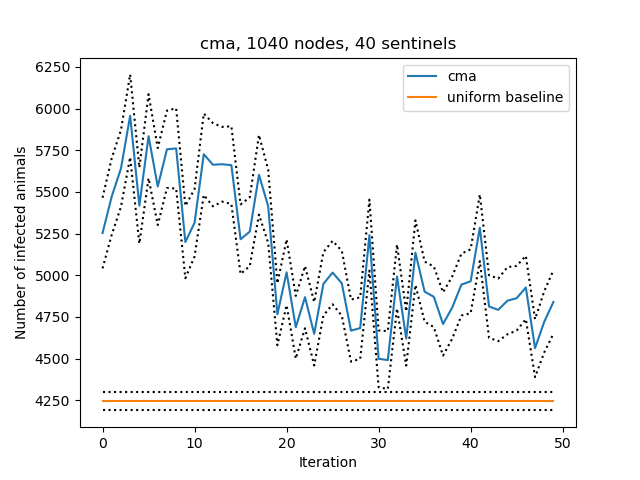 cma, 1040 nodes, 40 sentinels
cma
uniform baseline
Number of infected animals
6250
6000
5750
5500
5250
5000
4750
4500
4250
0 10 20 30 40 50
Iteration